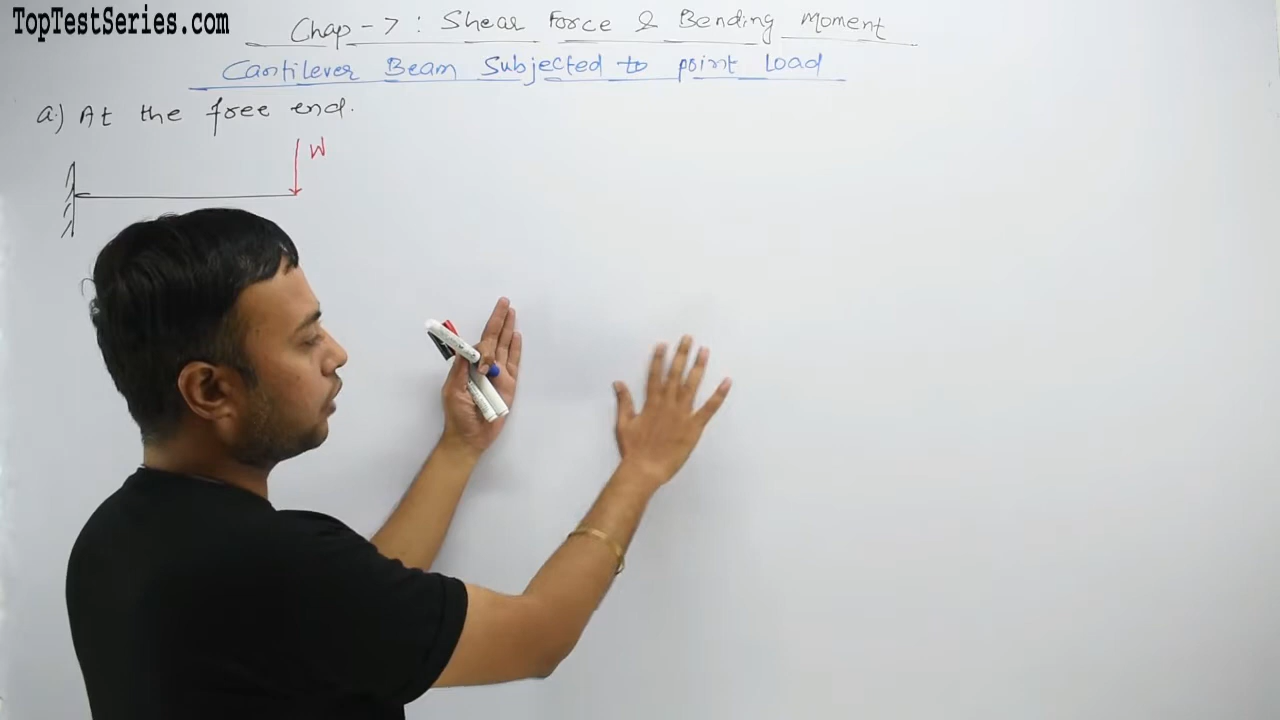 TopTestSeries.com
Chap - 7 : Shear Force & Bending Moment
Cantilever Beam Subjected to point Load
a.) At the free end.
W